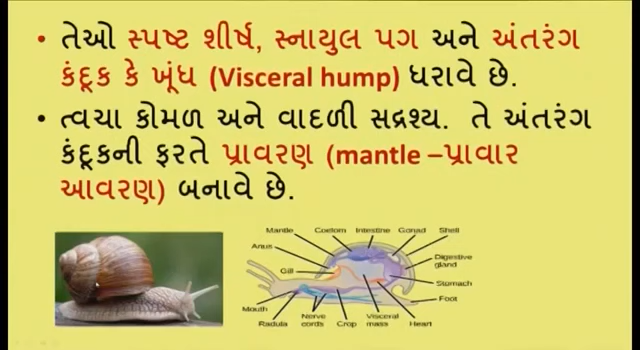 • તેઓ સ્પષ્ટ શીર્ષ, સ્નાયુલ પગ અને અંતરંગ
કંદૂક કે ખૂંધ (Visceral hump) ધરાવે છે.
• ત્વચા કોમળ અને વાદળી સદ્રશ્ય. તે અંતરંગ
કંદૂકની ફરતે પ્રાવરણ (mantle –પ્રાવાર
આવરણ) બનાવે છે.
Mantle Coelom Intestine Gonad Shell
Anus
Digestive
gland
Gill
Stomach
Foot
Mouth
Radula Nerve cords Crop Visceral mass Heart